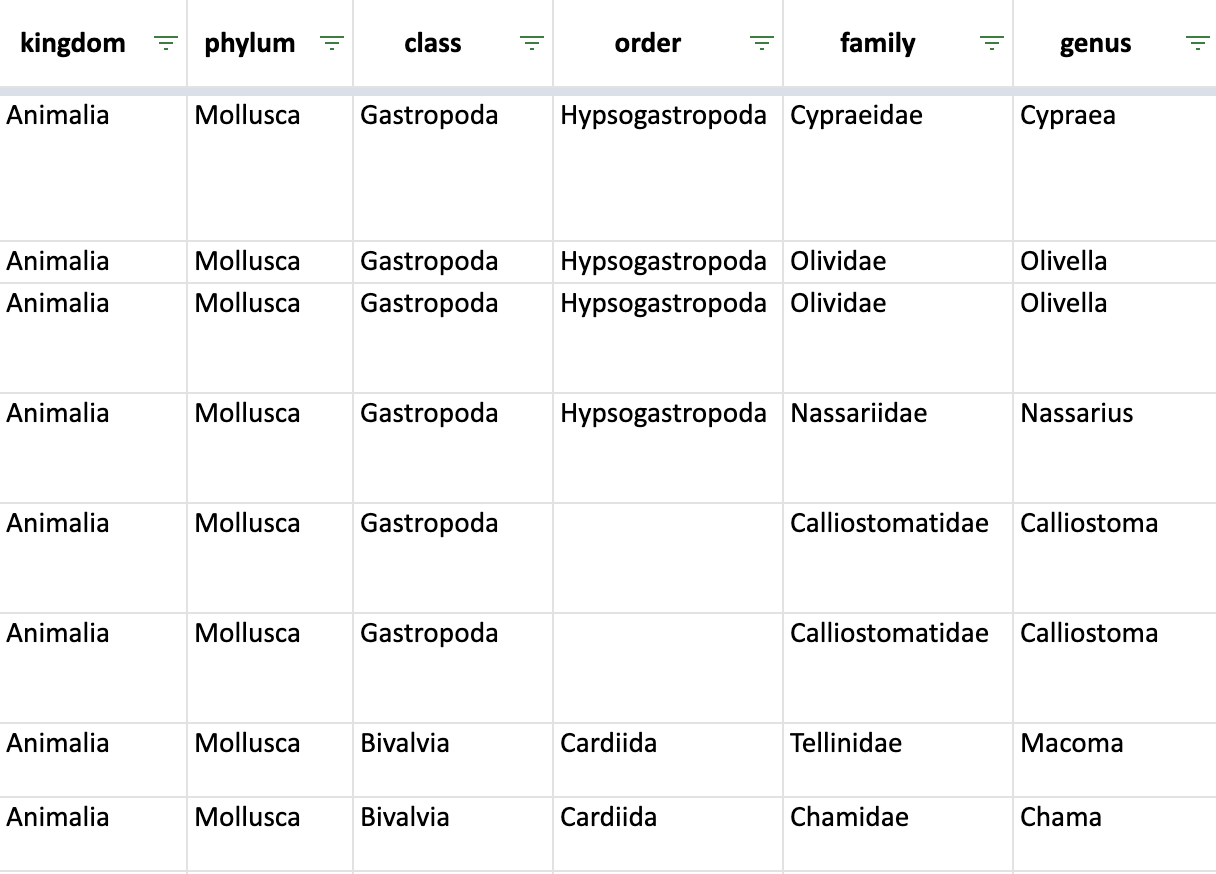 kingdom phylum class order family genus
Animalia Mollusca Gastropoda Hypsogastropoda Cypraeidae Cypraea
Animalia Mollusca Gastropoda Hypsogastropoda Olividae Olivella
Animalia Mollusca Gastropoda Hypsogastropoda Olividae Olivella
Animalia Mollusca Gastropoda Hypsogastropoda Nassariidae Nassarius
Animalia Mollusca Gastropoda Calliostomatidae Calliostoma
Animalia Mollusca Gastropoda Calliostomatidae Calliostoma
Animalia Mollusca Bivalvia Cardiida Tellinidae Macoma
Animalia Mollusca Bivalvia Cardiida Chamidae Chama